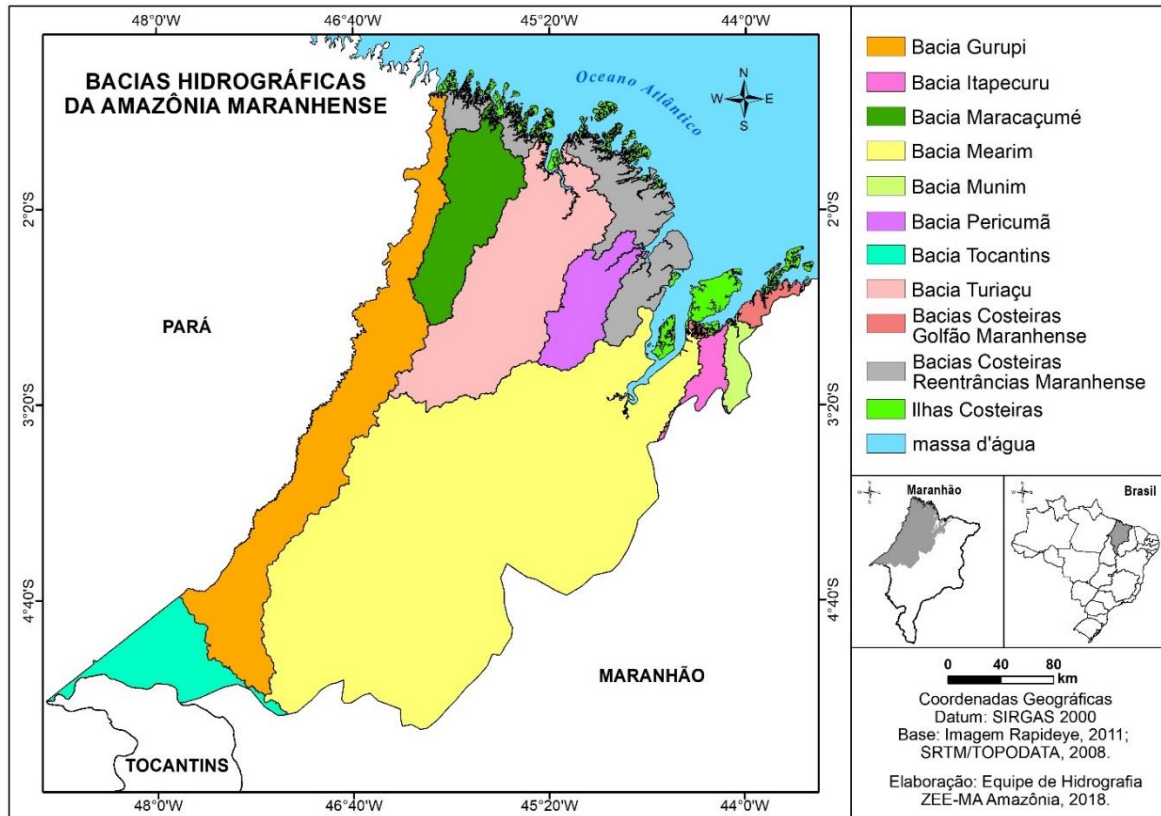 48°0'W
46°40'W
45°20'W
44°0'W
BACIAS HIDROGRÁFICAS
DA AMAZÔNIA MARANHENSE
Oceano Atlântico
N
W
E
S
2°0'S
2°0'S
PARÁ
3°20'S
3°20'S
4°40'S
4°40'S
MARANHÃO
TOCANTINS
48°0'W
46°40'W
45°20'W
44°0'W
Bacia Gurupi
Bacia Itapecuru
Bacia Maracaçumé
Bacia Mearim
Bacia Munim
Bacia Pericumã
Bacia Tocantins
Bacia Turiaçu
Bacias Costeiras
Golfão Maranhense
Bacias Costeiras
Reentrâncias Maranhense
Ilhas Costeiras
massa d'água
Maranhão
Brasil
0 40 80
km
Coordenadas Geográficas
Datum: SIRGAS 2000
Base: Imagem Rapideye, 2011;
SRTM/TOPODATA, 2008.
Elaboração: Equipe de Hidrografia
ZEE-MA Amazônia, 2018.